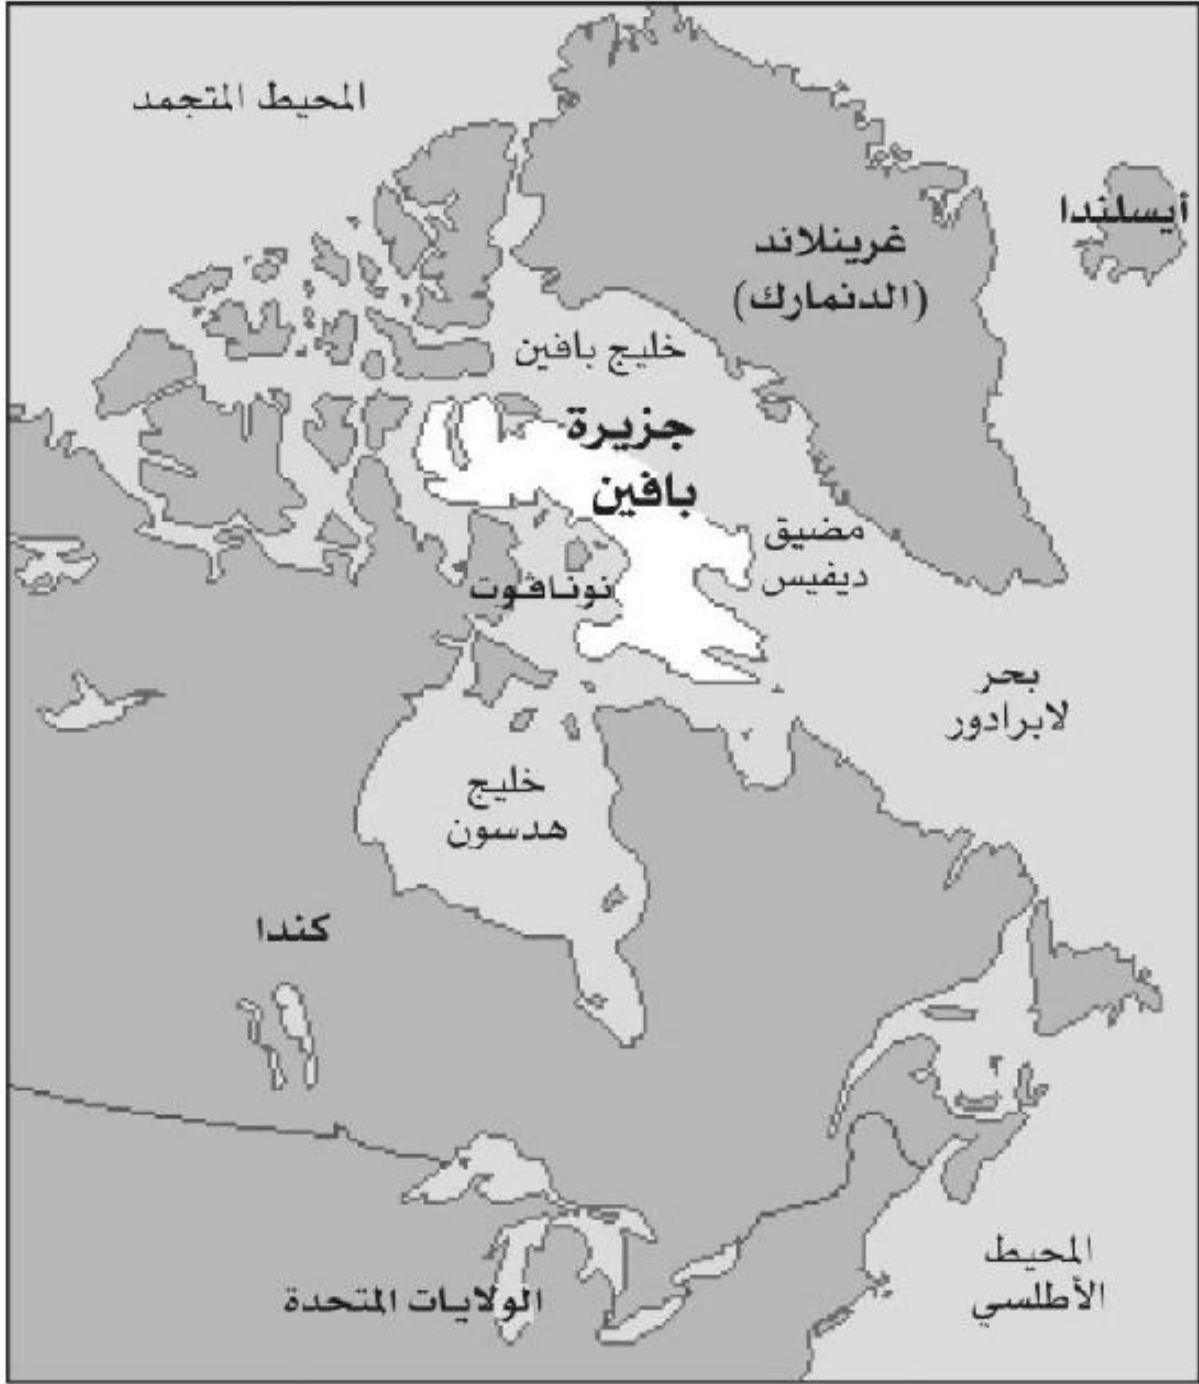 المحيط المتجمد
أيسلندا
غرينلاند
(الدنمارك)
خليج بافين
جزيرة
بافين
مضيق
ديفيس
نوناڤوت
بحر
لابرادور
خليج
هدسون
كندا
المحيط
الأطلسي
الولايات المتحدة